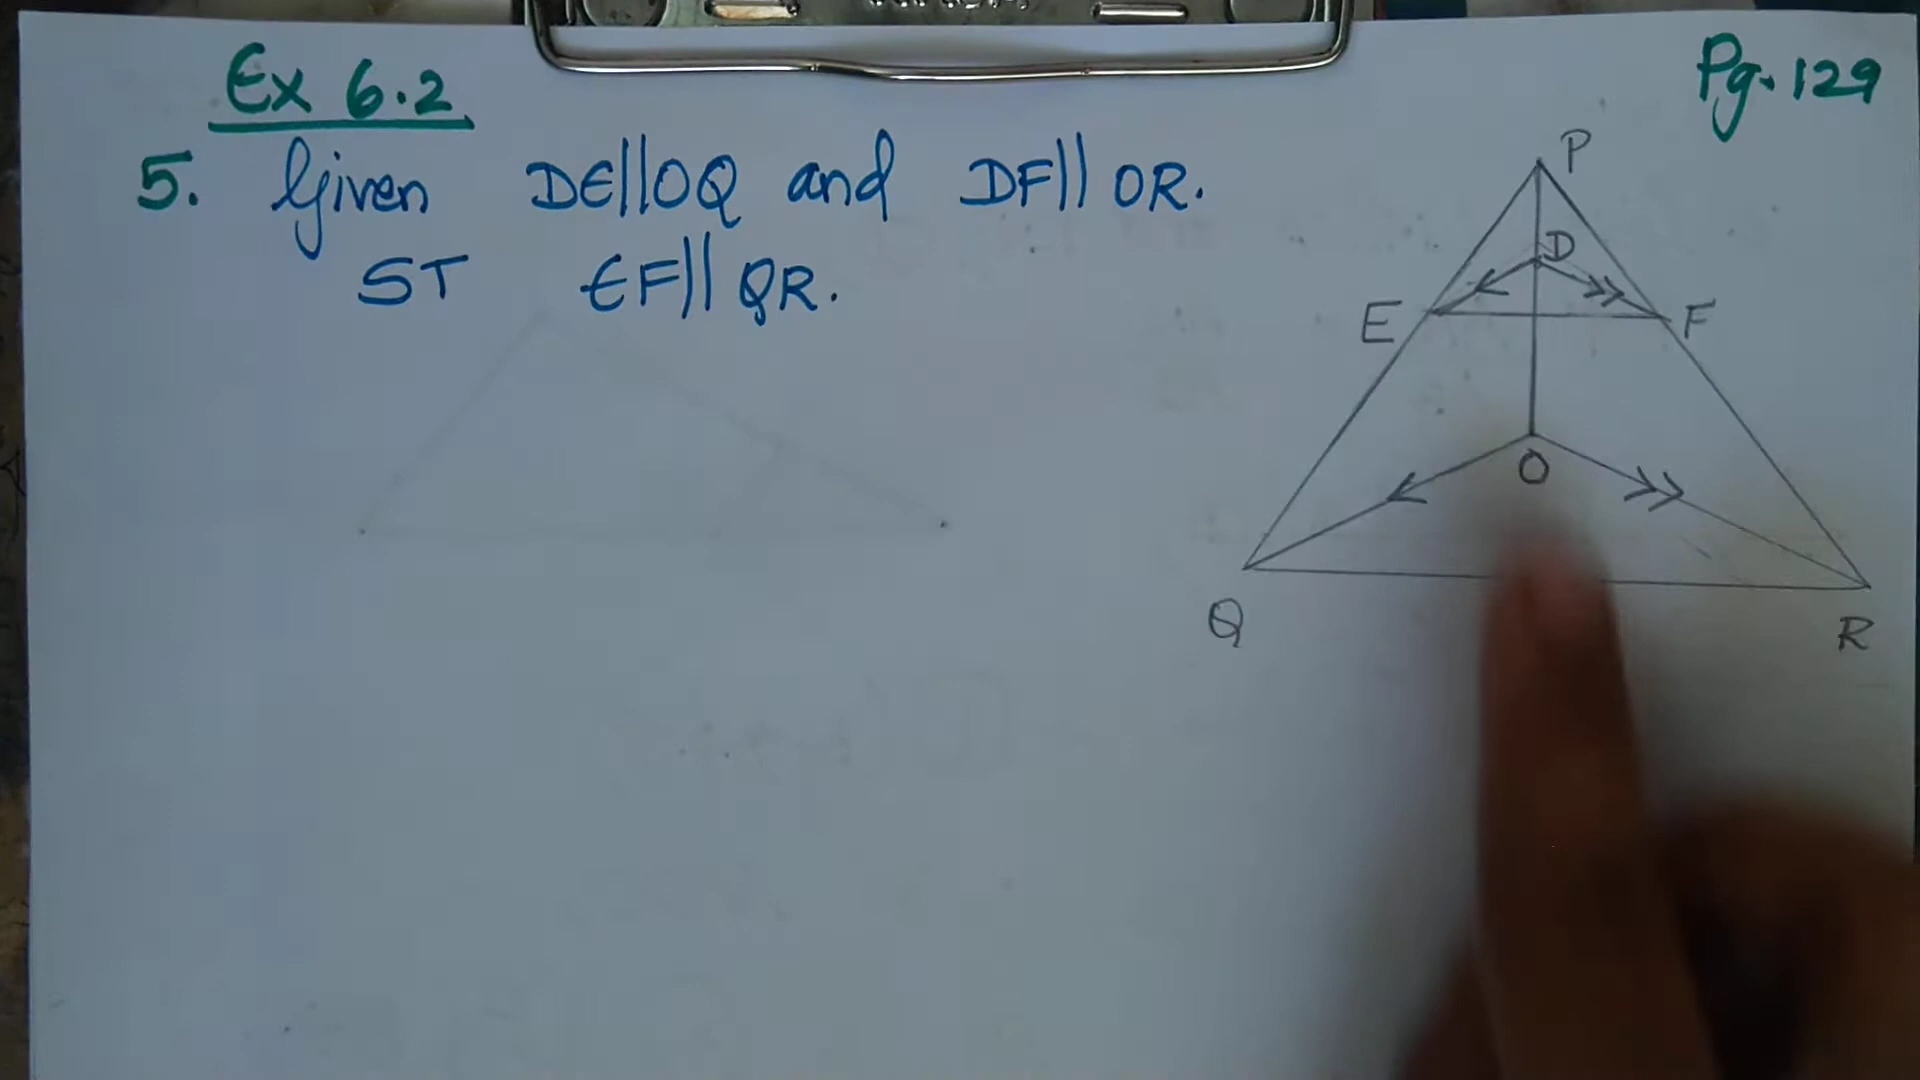 Ex 6.2
Pg. 129
5. Given DE||OQ and DF|| OR.
ST EF|| QR.
P
D
E
F
O
Q
R